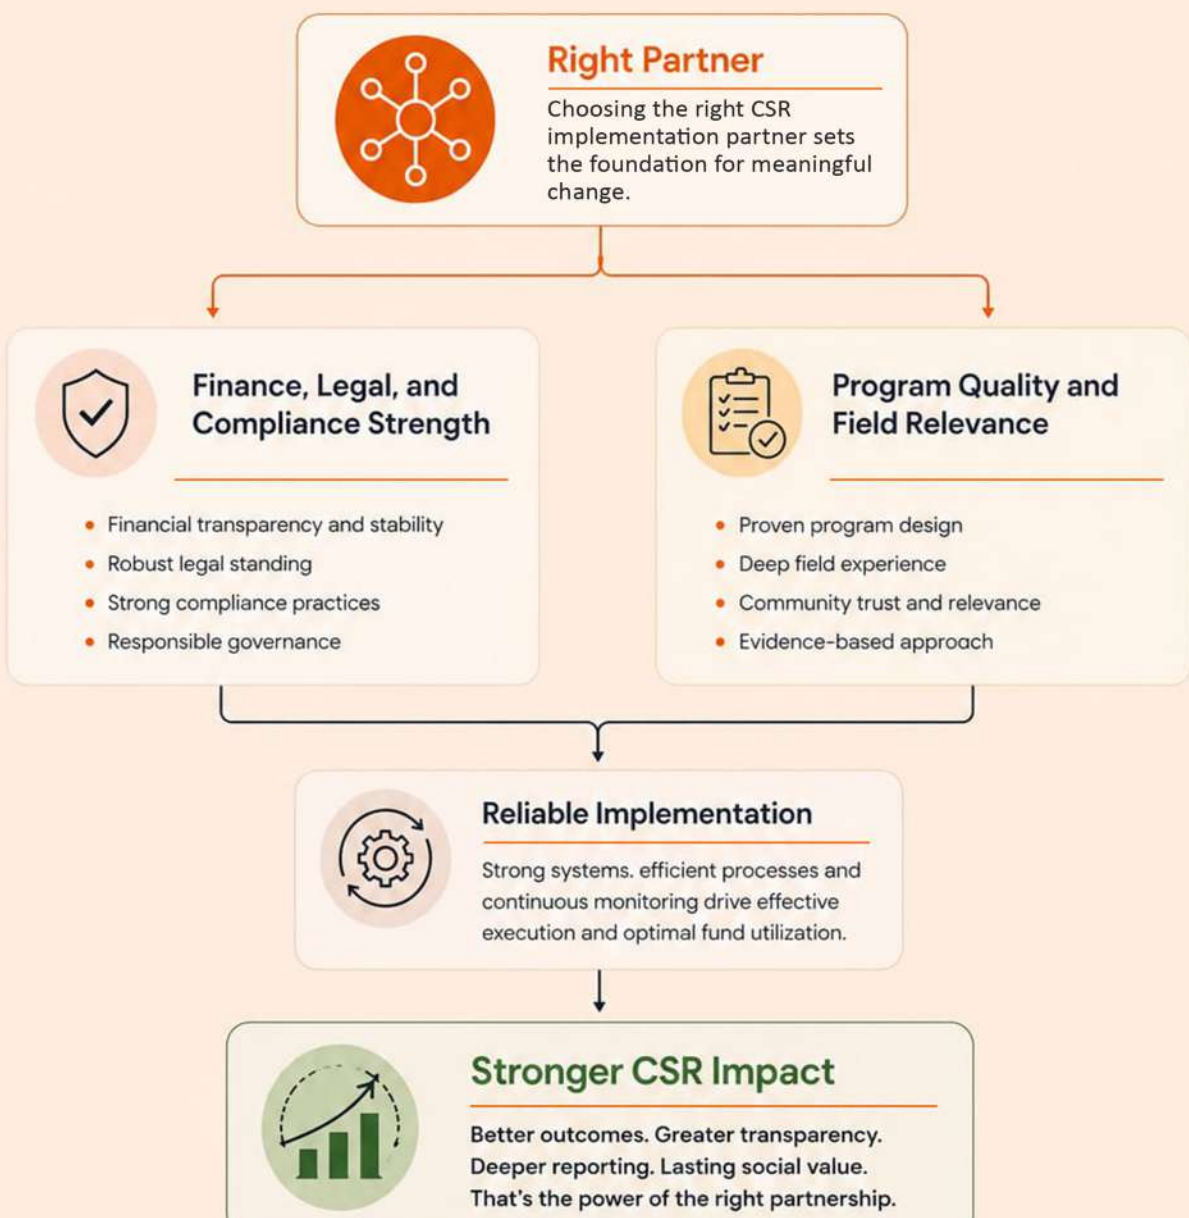 Right Partner
Choosing the right CSR
implementation partner sets
the foundation for meaningful
change.
Finance, Legal, and
Compliance Strength
• Financial transparency and stability
• Robust legal standing
• Strong compliance practices
• Responsible governance
Program Quality and
Field Relevance
• Proven program design
• Deep field experience
• Community trust and relevance
• Evidence-based approach
Reliable Implementation
Strong systems. efficient processes and
continuous monitoring drive effective
execution and optimal fund utilization.
Stronger CSR Impact
Better outcomes. Greater transparency.
Deeper reporting. Lasting social value.
That's the power of the right partnership.